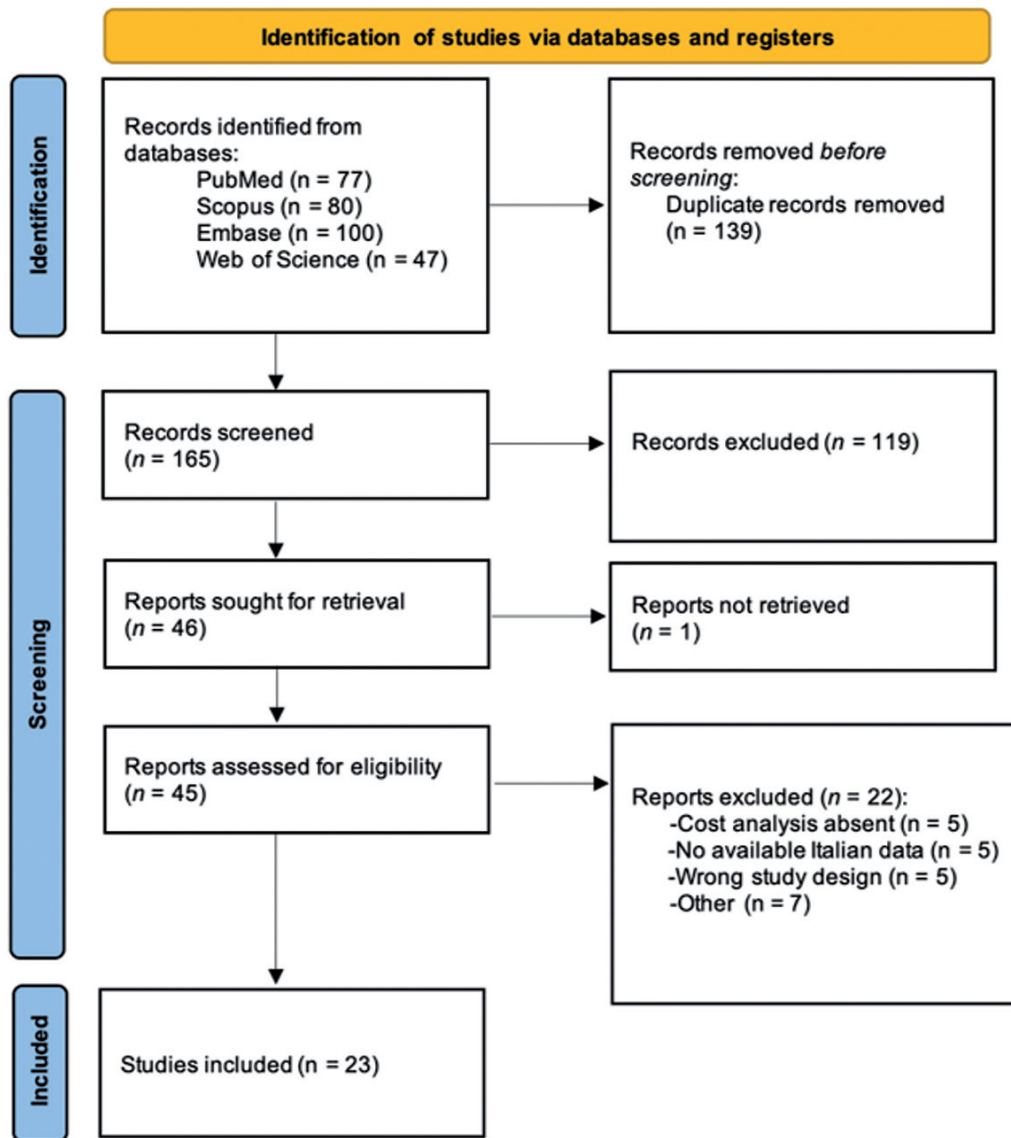 Identification of studies via databases and registers
Identification
Records identified from
databases:
PubMed (n = 77)
Scopus (n = 80)
Embase (n = 100)
Web of Science (n = 47)
Records removed before
screening:
Duplicate records removed
(n = 139)
Screening
Records screened
(n = 165)
Records excluded (n = 119)
Reports sought for retrieval
(n = 46)
Reports not retrieved
(n = 1)
Reports assessed for eligibility
(n = 45)
Reports excluded (n = 22):
-Cost analysis absent (n = 5)
-No available Italian data (n = 5)
-Wrong study design (n = 5)
-Other (n = 7)
Included
Studies included (n = 23)